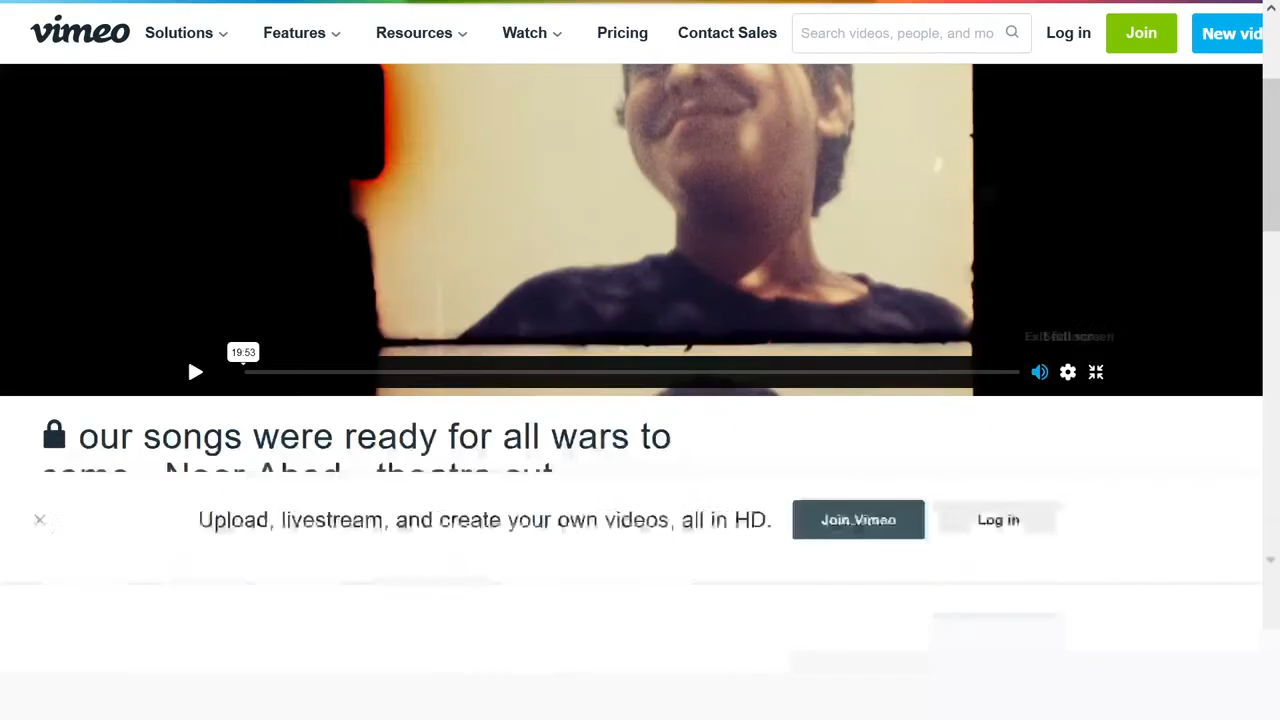 vimeo
Solutions
Features
Resources
Watch
Pricing
Contact Sales
Search videos, people, and mo
Log in
Join
New vid
19:53
our songs were ready for all wars to
Upload, livestream, and create your own videos, all in HD.
Join Vimeo
Log in